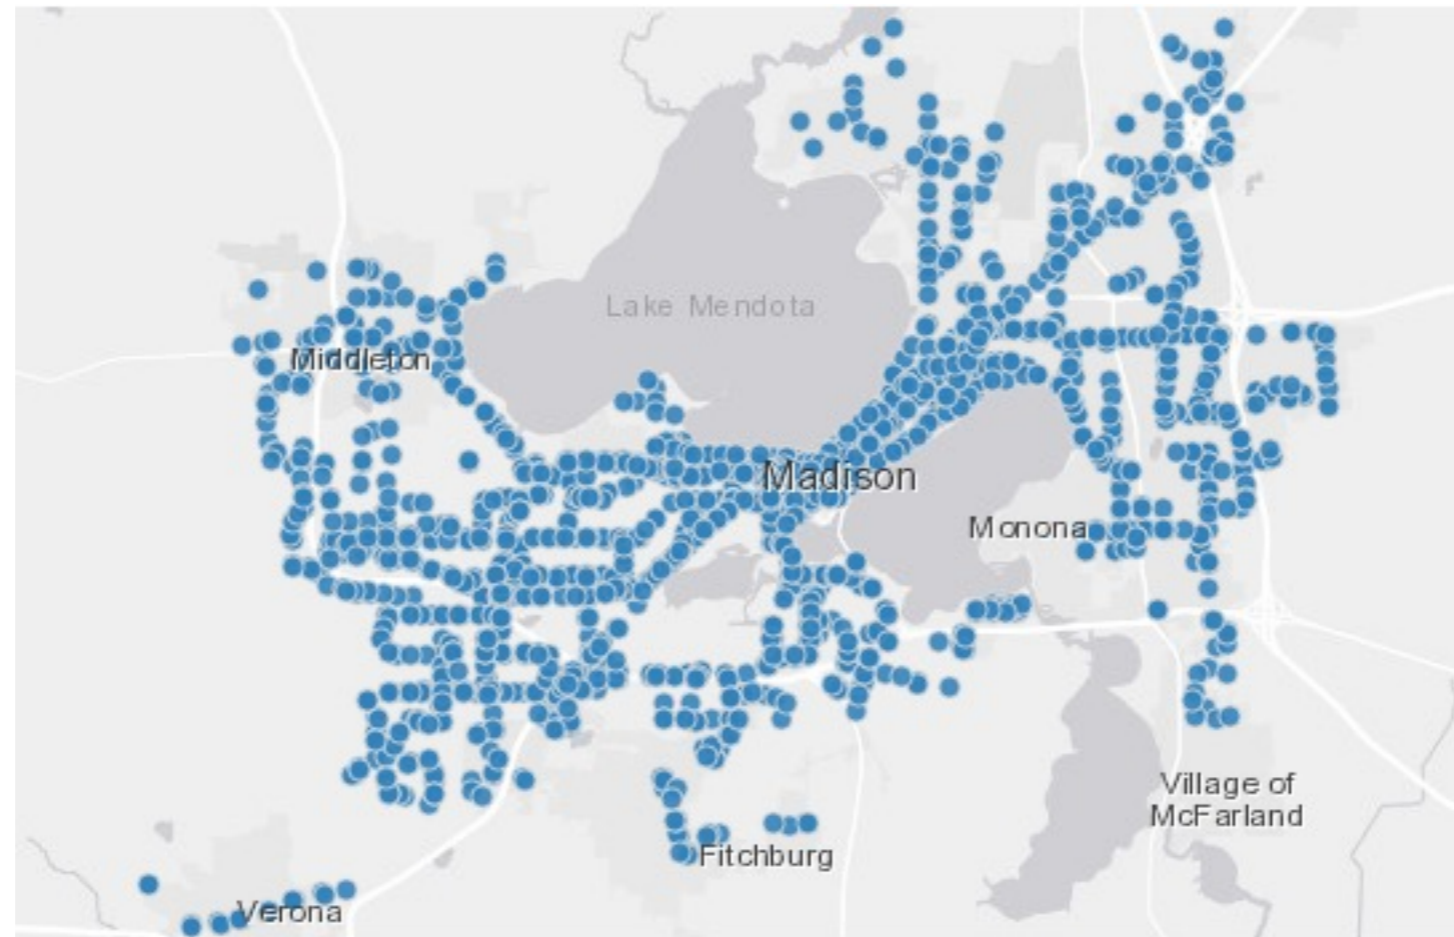 Lake Mendota
Middleton
Madison
Monona
Village of
McFarland
Fitchburg
Verona